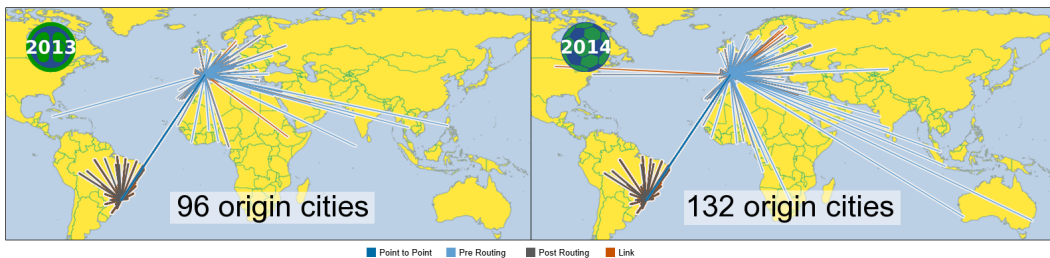 2013
2014
96 origin cities
132 origin cities
Point to Point
Pre Routing
Post Routing
Link